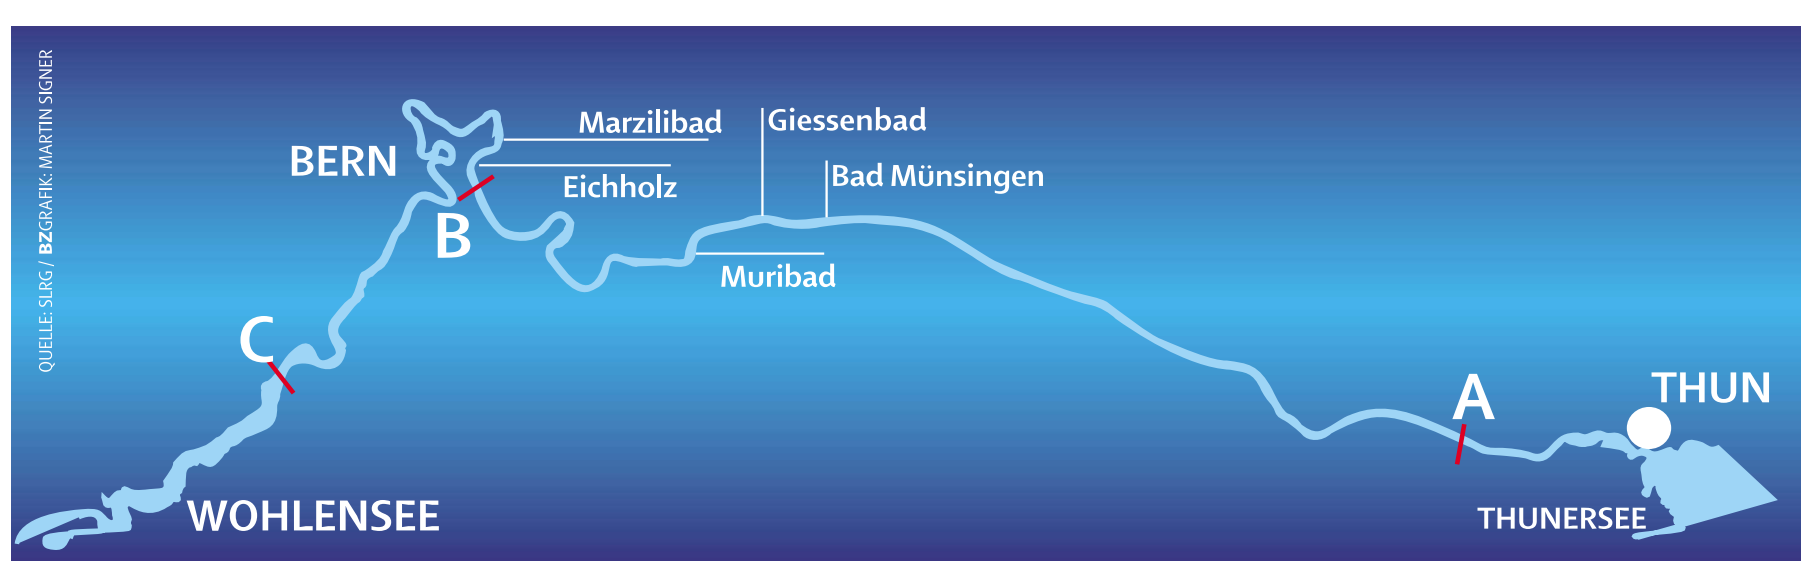 QUELLE: SLRG / BZGRAFIK: MARTIN SIGNER
Marzilibad
Giessenbad
BERN
Eichholz
Bad Münsingen
B
Muribad
C
A
THUN
WOHLENSEE
THUNERSEE